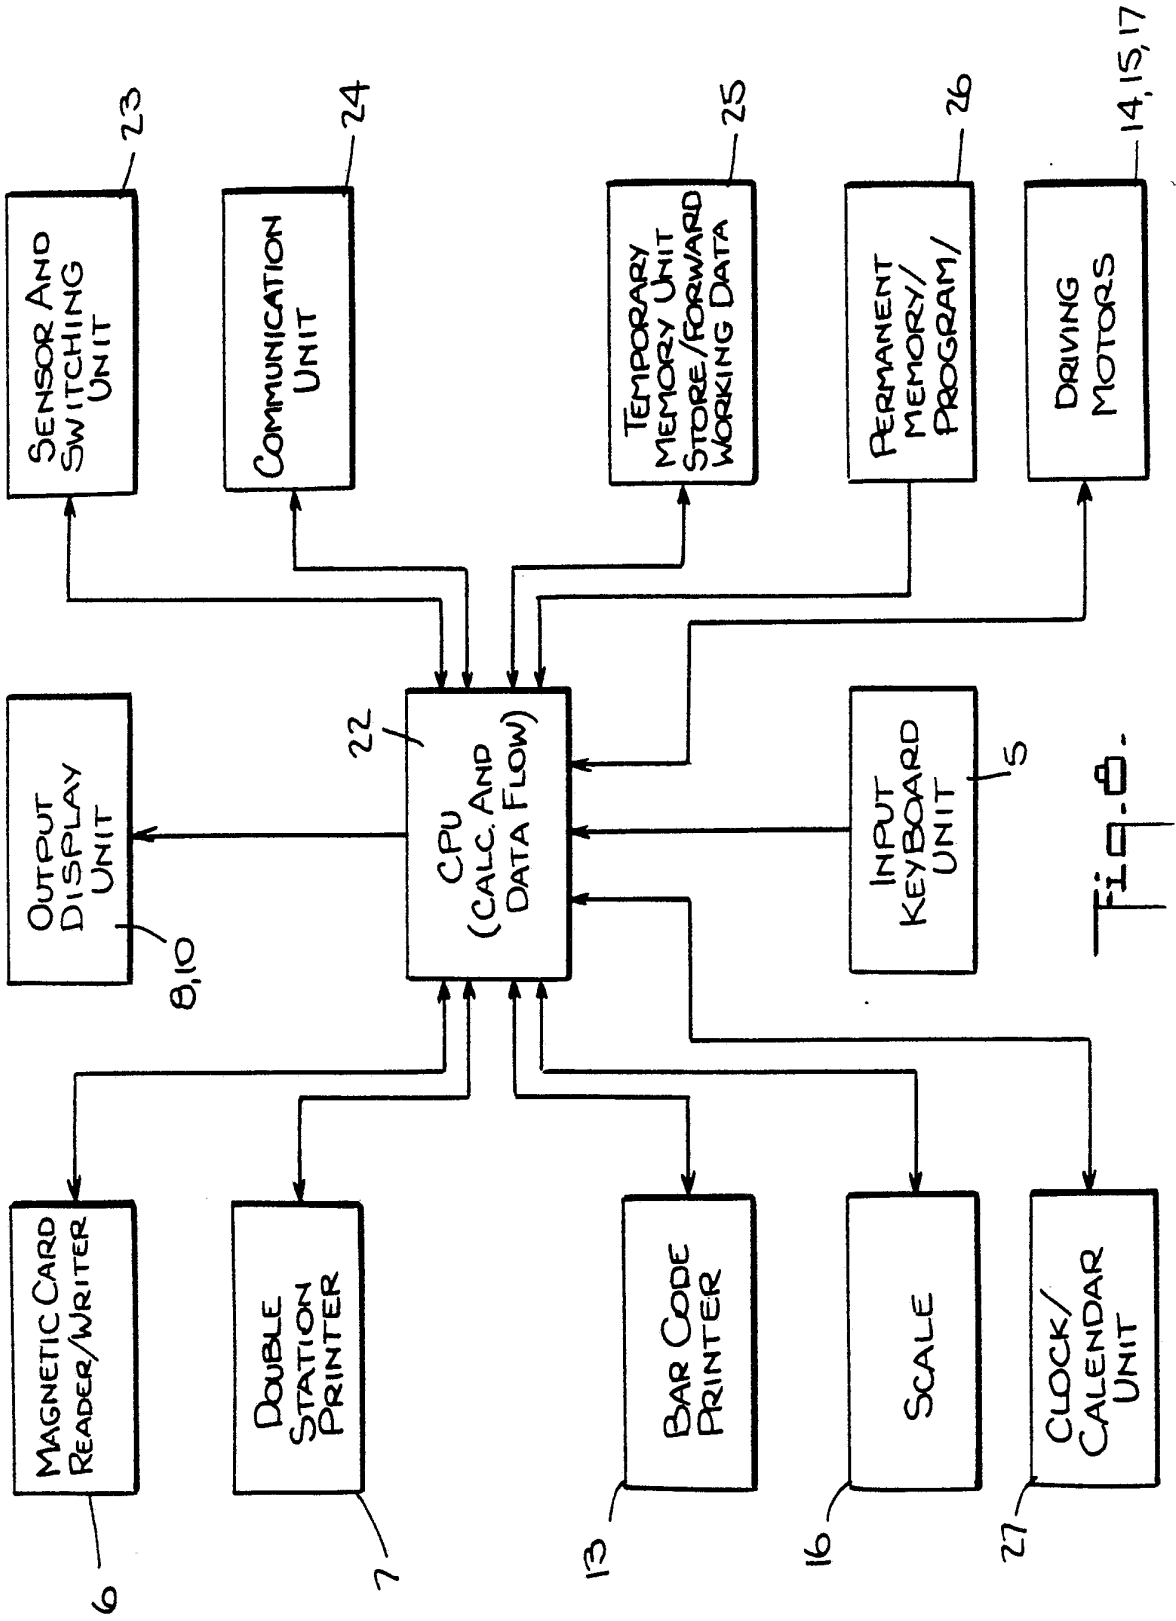 6
MAGNETIC CARD
READER/WRITER
8,10
OUTPUT
DISPLAY
UNIT
SENSOR AND
SWITCHING
UNIT
23
7
DOUBLE
STATION
PRINTER
COMMUNICATION
UNIT
24
22
CPU
(CALC. AND
DATA FLOW)
13
BAR CODE
PRINTER
TEMPORARY
MEMORY UNIT
STORE/FORWARD
WORKING DATA
25
16
SCALE
INPUT
KEYBOARD
UNIT
5
PERMANENT
MEMORY/
PROGRAM/
26
27
CLOCK/
CALENDAR
UNIT
DRIVING
MOTORS
14,15,17